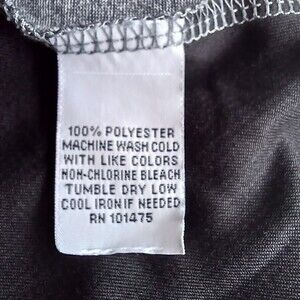 100% POLYESTER
MACHINE WASH COLD
WITH LIKE COLORS
NON-CHLORINE BLEACH
TUMBLE DRY LOW
COOL IRON IF NEEDED
RN 101475